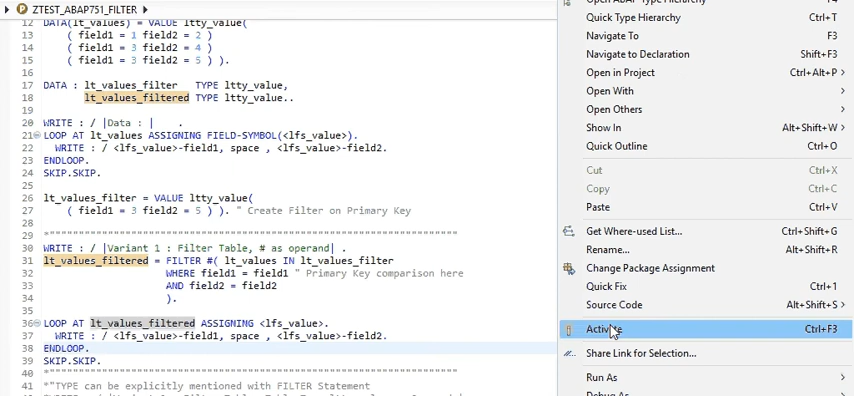 ZTEST_ABAP751_FILTER
12 DATA(lt_values) = VALUE ltty_value(
13 ( field1 = 1 field2 = 2 )
14 ( field1 = 3 field2 = 4 )
15 ( field1 = 3 field2 = 5 ) ).
16
17 DATA : lt_values_filter TYPE ltty_value,
18 lt_values_filtered TYPE ltty_value..
19
20 WRITE : / |Data : | .
21 LOOP AT lt_values ASSIGNING FIELD-SYMBOL(<lfs_value>).
22 WRITE : / <lfs_value>-field1, space , <lfs_value>-field2.
23 ENDLOOP.
24 SKIP.SKIP.
25
26 lt_values_filter = VALUE ltty_value(
27 ( field1 = 3 field2 = 5 ) ). " Create Filter on Primary Key
28
29 *"""""""""""""""""""""""""""""""""""""""""""""""""""""""""""""
30 WRITE : / |Variant 1 : Filter Table, # as operand| .
31 lt_values_filtered = FILTER #( lt_values IN lt_values_filter
32 WHERE field1 = field1 " Primary Key comparison here
33 AND field2 = field2
34 ).
35
36 LOOP AT lt_values_filtered ASSIGNING <lfs_value>.
37 WRITE : / <lfs_value>-field1, space , <lfs_value>-field2.
38 ENDLOOP.
39 SKIP.SKIP.
40 *"""""""""""""""""""""""""""""""""""""""""""""""""""""""""""""
41 *"TYPE can be explicitly mentioned with FILTER Statement
Open ABAP Type Hierarchy F4
Quick Type Hierarchy Ctrl+T
Navigate To F3
Navigate to Declaration Shift+F3
Open in Project Ctrl+Alt+P
Open With
Open Others
Show In Alt+Shift+W
Quick Outline Ctrl+O
Cut Ctrl+X
Copy Ctrl+C
Paste Ctrl+V
Get Where-used List... Ctrl+Shift+G
Rename... Alt+Shift+R
Change Package Assignment
Quick Fix Ctrl+1
Source Code Alt+Shift+S
Activate Ctrl+F3
Share Link for Selection...
Run As
Debug As